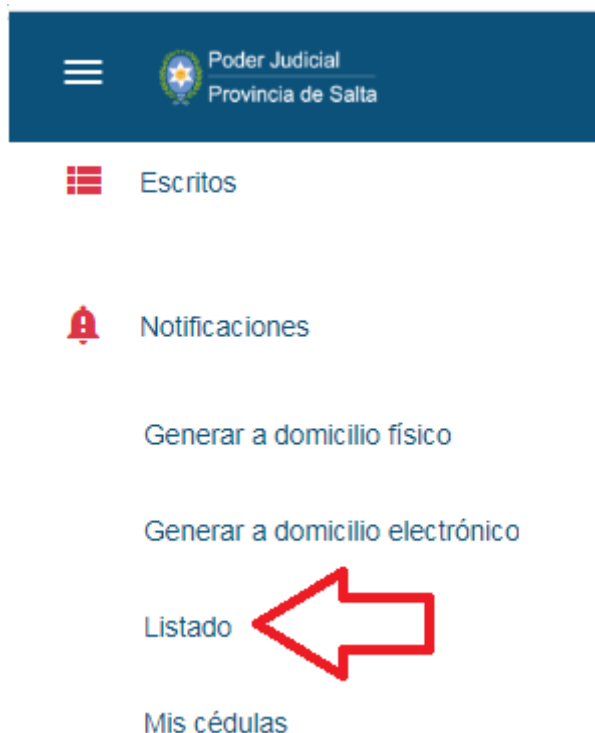 Poder Judicial
Provincia de Salta
Escritos
Notificaciones
Generar a domicilio físico
Generar a domicilio electrónico
Listado
Mis cédulas